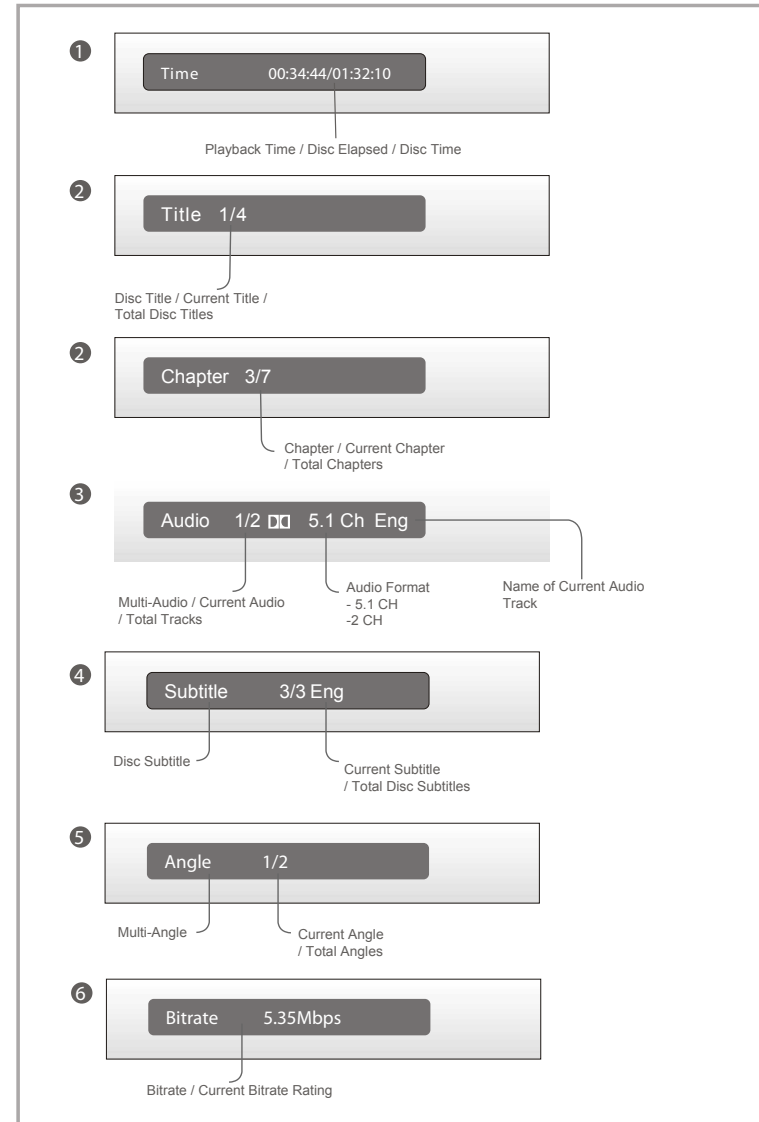 1
Time 00:34:44/01:32:10
Playback Time / Disc Elapsed / Disc Time
2
Title 1/4
Disc Title / Current Title /
Total Disc Titles
2
Chapter 3/7
Chapter / Current Chapter
/ Total Chapters
3
Audio 1/2 5.1 Ch Eng
Multi-Audio / Current Audio
/ Total Tracks
Audio Format
- 5.1 CH
-2 CH
Name of Current Audio
Track
4
Subtitle 3/3 Eng
Disc Subtitle
Current Subtitle
/ Total Disc Subtitles
5
Angle 1/2
Multi-Angle
Current Angle
/ Total Angles
6
Bitrate 5.35Mbps
Bitrate / Current Bitrate Rating